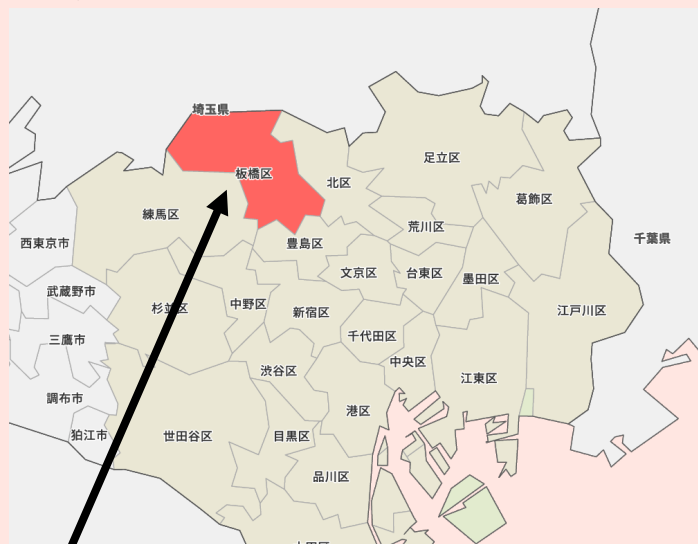 埼玉県
足立区
板橋区
北区
葛飾区
練馬区
荒川区
千葉県
西東京市
豊島区
文京区
台東区
墨田区
武蔵野市
杉並区
中野区
新宿区
江戸川区
三鷹市
千代田区
中央区
渋谷区
江東区
調布市
港区
狛江市
世田谷区
目黒区
品川区